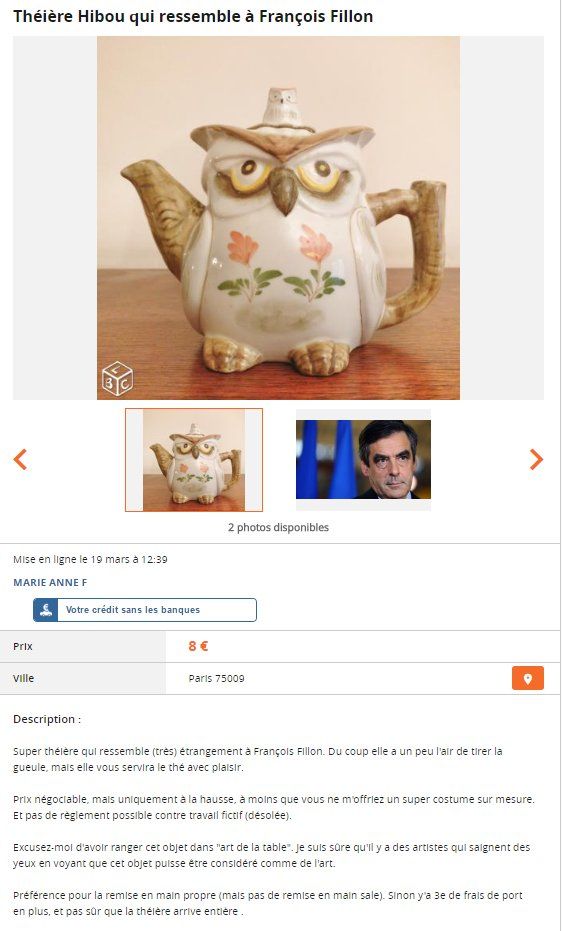 Théière Hibou qui ressemble à François Fillon
LBC
2 photos disponibles
Mise en ligne le 19 mars à 12:39
MARIE ANNE F
Votre crédit sans les banques
Prix
8 €
Ville
Paris 75009
Description :
Super théière qui ressemble (très) étrangement à François Fillon. Du coup elle a un peu l'air de tirer la
gueule, mais elle vous servira le thé avec plaisir.
Prix négociable, mais uniquement à la hausse, à moins que vous ne m'offriez un super costume sur mesure.
Et pas de règlement possible contre travail fictif (désolée).
Excusez-moi d'avoir ranger cet objet dans "art de la table". Je suis sûre qu'il y a des artistes qui saignent des
yeux en voyant que cet objet puisse être considéré comme de l'art.
Préférence pour la remise en main propre (mais pas de remise en main sale). Sinon y'a 3e de frais de port
en plus, et pas sûr que la théière arrive entière .